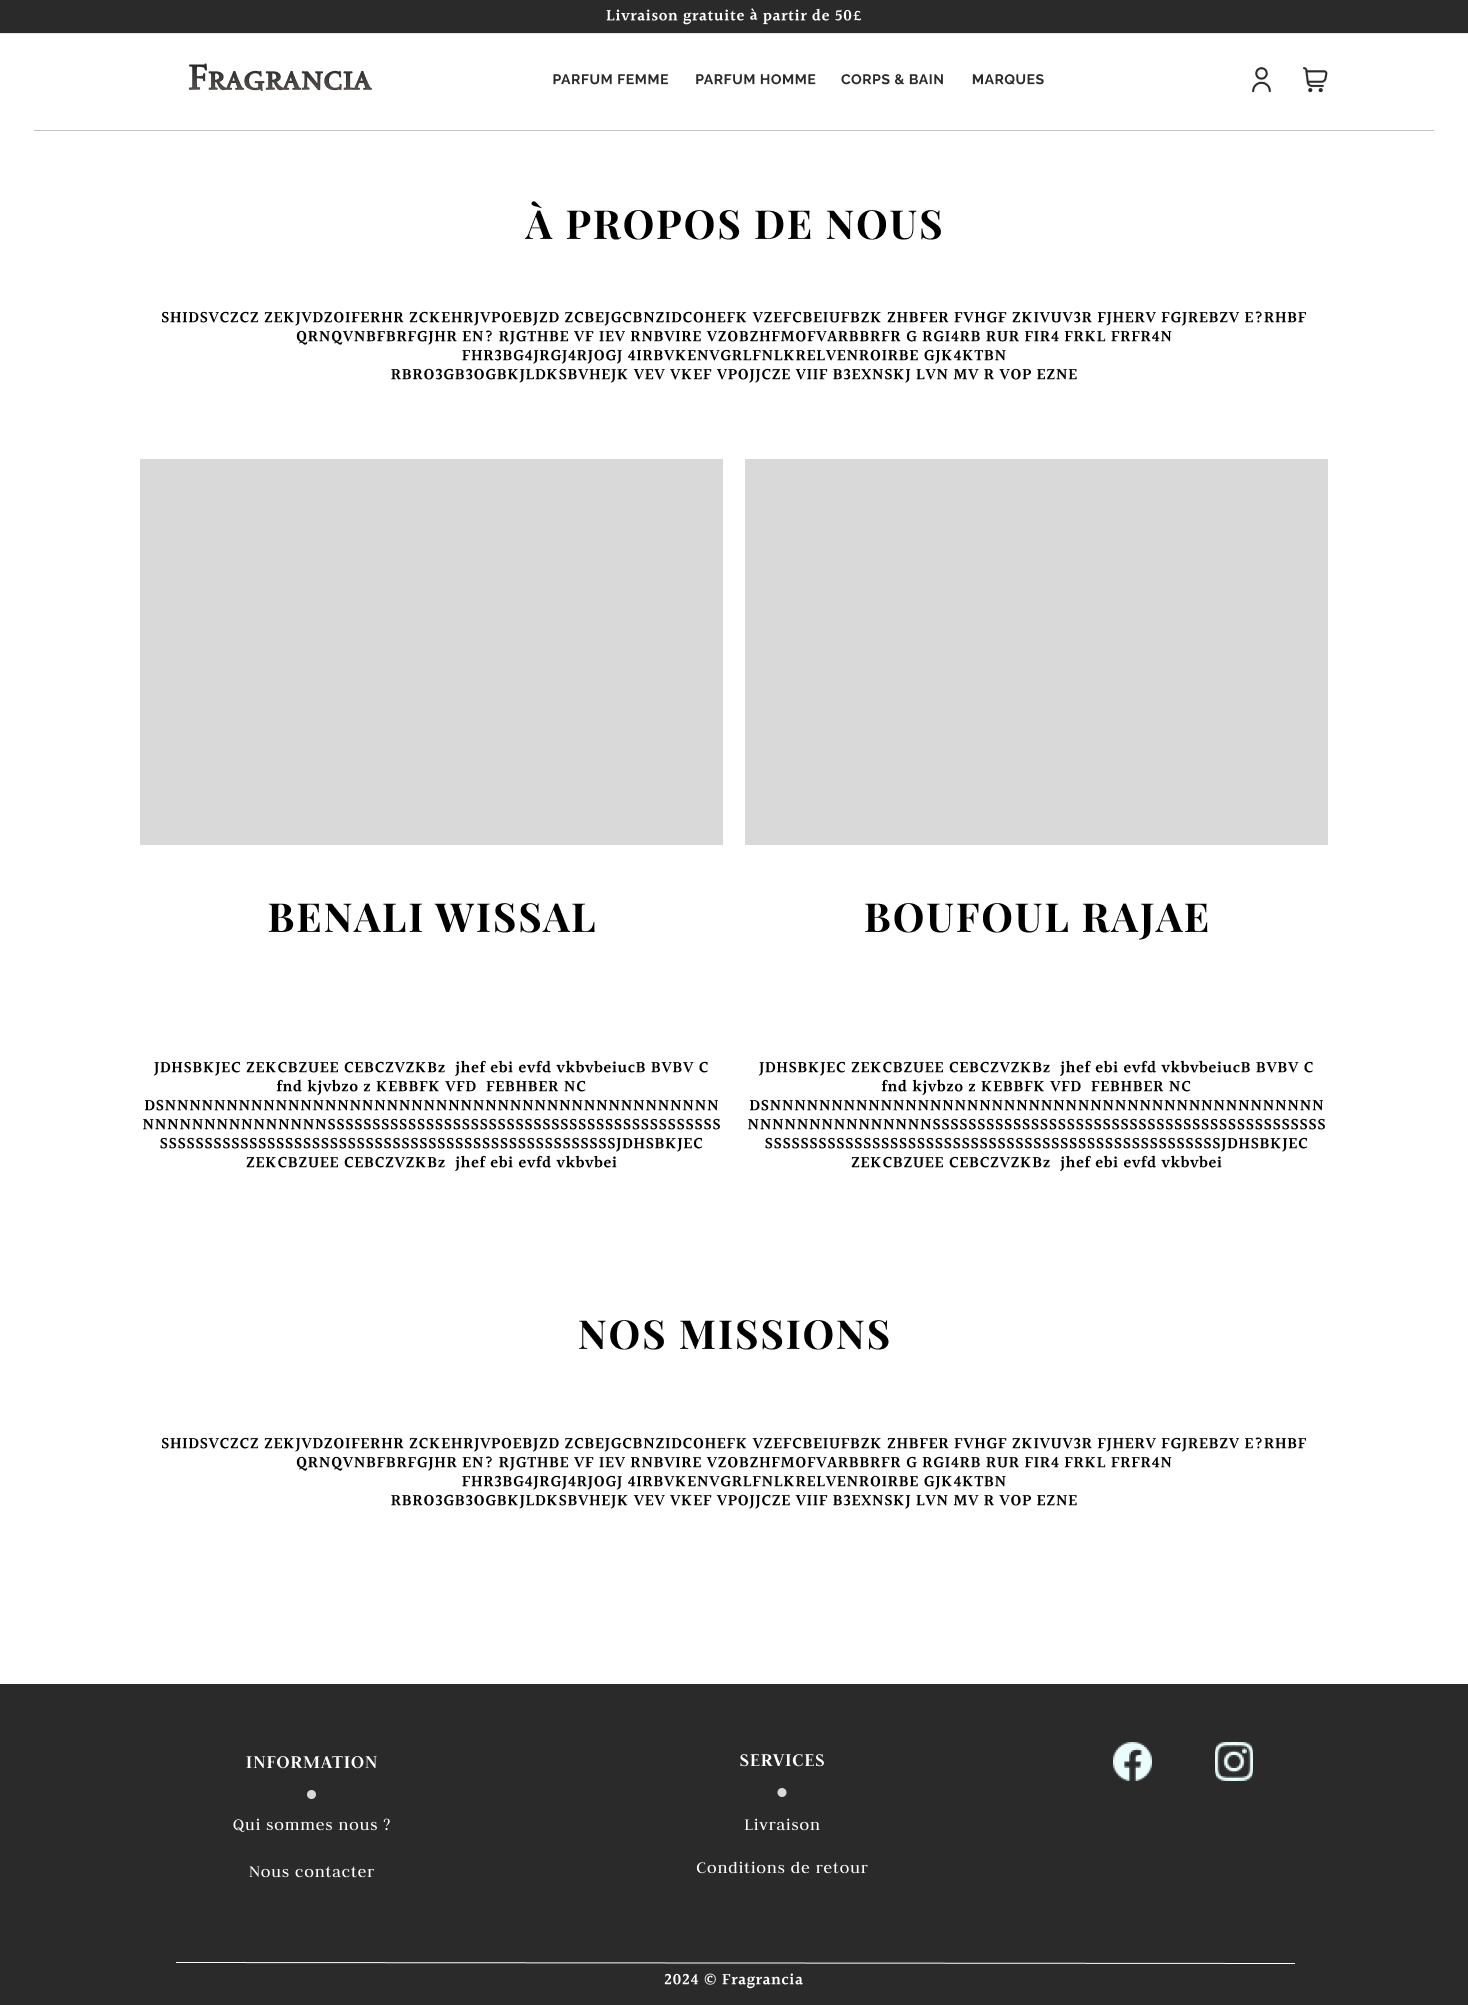 Livraison gratuite à partir de 50£
FRAGRANCIA
PARFUM FEMME PARFUM HOMME CORPS & BAIN MARQUES
À PROPOS DE NOUS
SHIDSVCZCZ ZEKJVDZOIFERHR ZCKEHRJVPOEBJZD ZCBEJGCBNZIDCOHEFK VZEFCBEIUFBZK ZHBFER FVHGF ZKIVUV3R FJHERV FGJREBZV E?RHBF
QRNQVNBFBRFGJHR EN? RJGTHBE VF IEV RNBVIRE VZOBZHFMOFVARBBRFR G RGI4RB RUR FIR4 FRKL FRFR4N
FHR3BG4JRGJ4RJOGJ 4IRBVKENVGRLFNLKRELVENROIRBE GJK4KTBN
RBRO3GB3OGBKJLDKSBVHEJK VEV VKEF VPOJJCZE VIIF B3EXNSKJ LVN MV R VOP EZNE
BENALI WISSAL
JDHSBKJEC ZEKCBZUEE CEBCZVZKBz jhef ebi evfd vkbvbeiucB BVBV C
fnd kjvbzo z KEBBFK VFD FEBHBER NC
DSNNNNNNNNNNNNNNNNNNNNNNNNNNNNNNNNNNNNNNNNNNNNN
NNNNNNNNNNNNNNNSSSSSSSSSSSSSSSSSSSSSSSSSSSSSSSSSSSSSSSSSSSS
SSSSSSSSSSSSSSSSSSSSSSSSSSSSSSSSSSSSSSSSSSSSSSSSSSSJDHSBKJEC
ZEKCBZUEE CEBCZVZKBz jhef ebi evfd vkbvbei
BOUFOUL RAJAE
JDHSBKJEC ZEKCBZUEE CEBCZVZKBz jhef ebi evfd vkbvbeiucB BVBV C
fnd kjvbzo z KEBBFK VFD FEBHBER NC
DSNNNNNNNNNNNNNNNNNNNNNNNNNNNNNNNNNNNNNNNNNNNNN
NNNNNNNNNNNNNNNSSSSSSSSSSSSSSSSSSSSSSSSSSSSSSSSSSSSSSSSSSSS
SSSSSSSSSSSSSSSSSSSSSSSSSSSSSSSSSSSSSSSSSSSSSSSSSSSJDHSBKJEC
ZEKCBZUEE CEBCZVZKBz jhef ebi evfd vkbvbei
NOS MISSIONS
SHIDSVCZCZ ZEKJVDZOIFERHR ZCKEHRJVPOEBJZD ZCBEJGCBNZIDCOHEFK VZEFCBEIUFBZK ZHBFER FVHGF ZKIVUV3R FJHERV FGJREBZV E?RHBF
QRNQVNBFBRFGJHR EN? RJGTHBE VF IEV RNBVIRE VZOBZHFMOFVARBBRFR G RGI4RB RUR FIR4 FRKL FRFR4N
FHR3BG4JRGJ4RJOGJ 4IRBVKENVGRLFNLKRELVENROIRBE GJK4KTBN
RBRO3GB3OGBKJLDKSBVHEJK VEV VKEF VPOJJCZE VIIF B3EXNSKJ LVN MV R VOP EZNE
INFORMATION
Qui sommes nous ?
Nous contacter
SERVICES
Livraison
Conditions de retour
2024 © Fragrancia